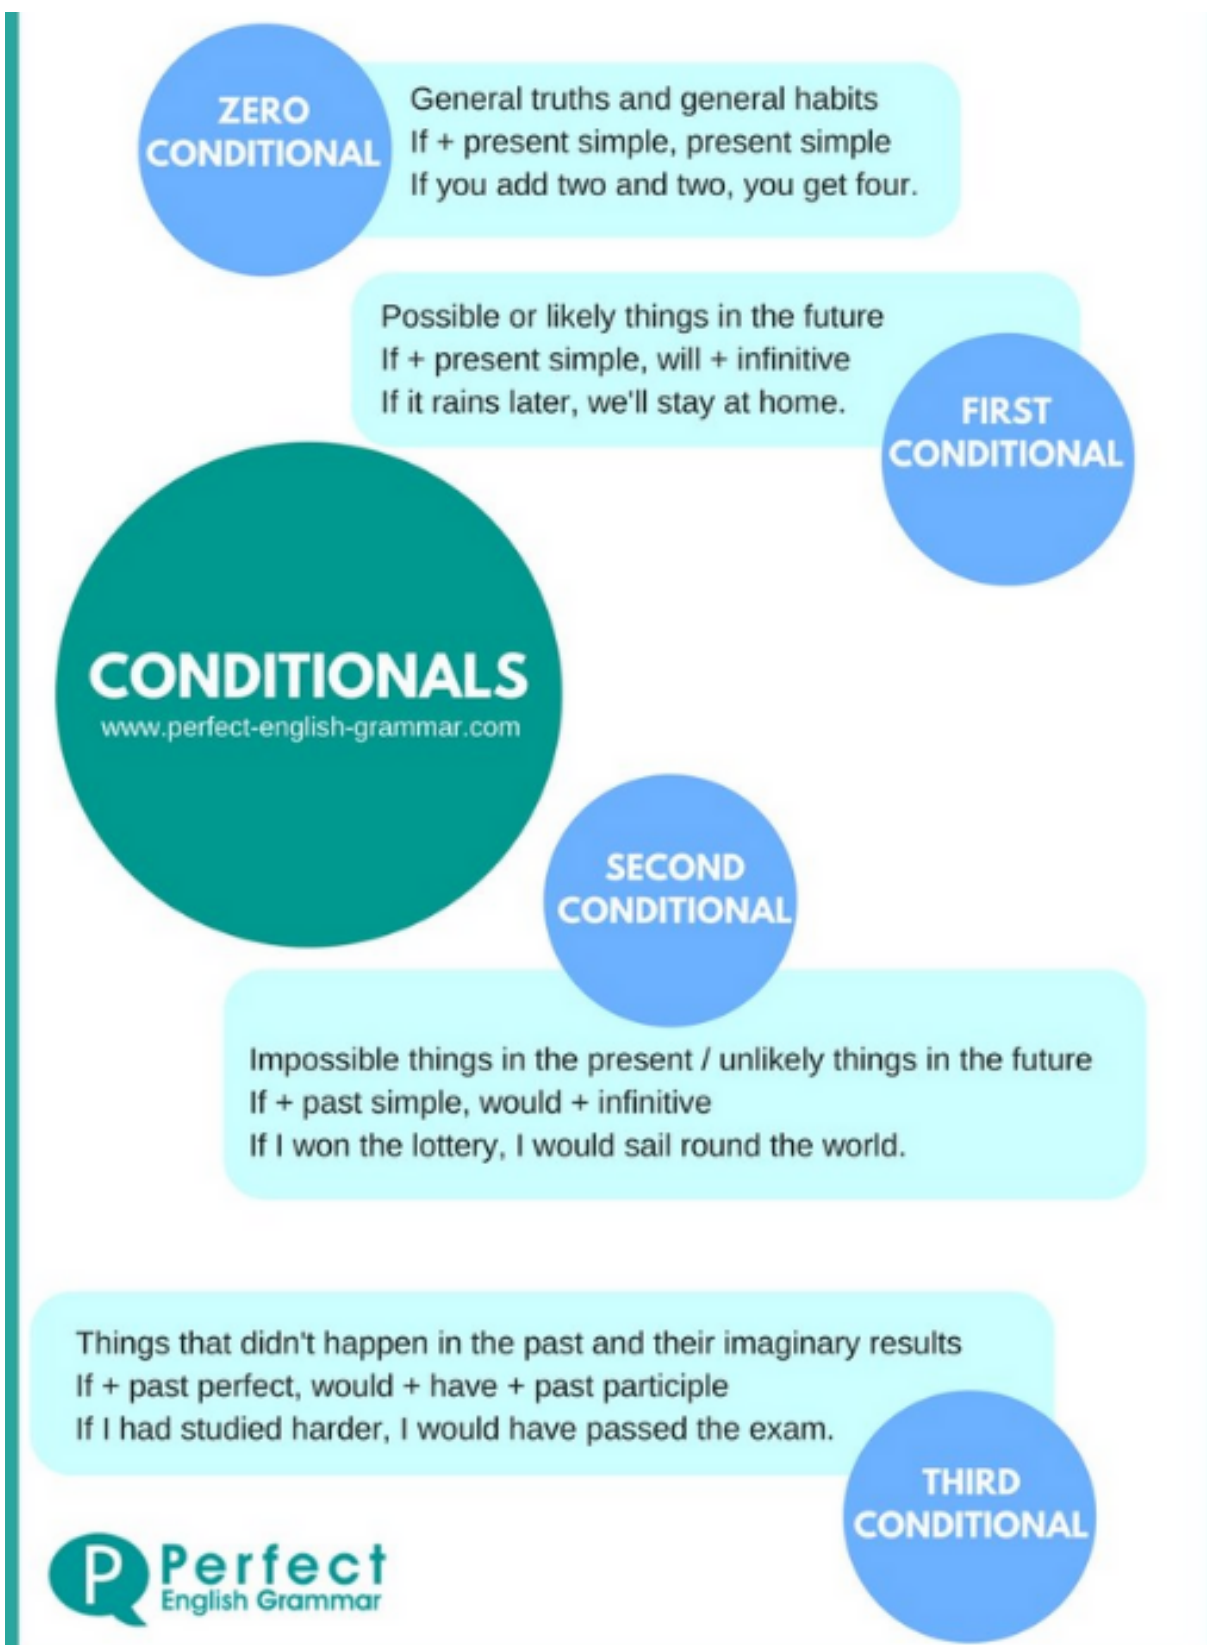 ZERO
CONDITIONAL
General truths and general habits
If + present simple, present simple
If you add two and two, you get four.
Possible or likely things in the future
If + present simple, will + infinitive
If it rains later, we'll stay at home.
FIRST
CONDITIONAL
CONDITIONALS
www.perfect-english-grammar.com
SECOND
CONDITIONAL
Impossible things in the present / unlikely things in the future
If + past simple, would + infinitive
If I won the lottery, I would sail round the world.
Things that didn't happen in the past and their imaginary results
If + past perfect, would + have + past participle
If I had studied harder, I would have passed the exam.
THIRD
CONDITIONAL
P Perfect
English Grammar